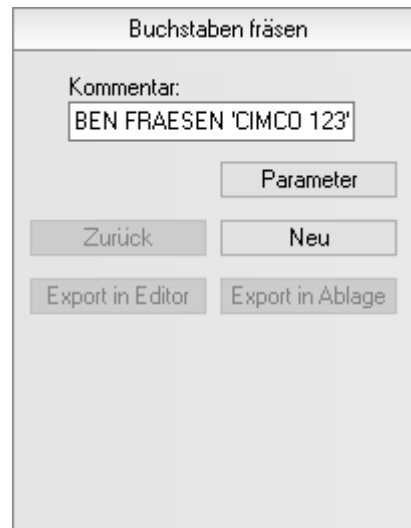 Buchstaben fräsen
Kommentar:
BEN FRAESEN 'CIMCO 123'
Parameter
Zurück Neu
Export in Editor Export in Ablage